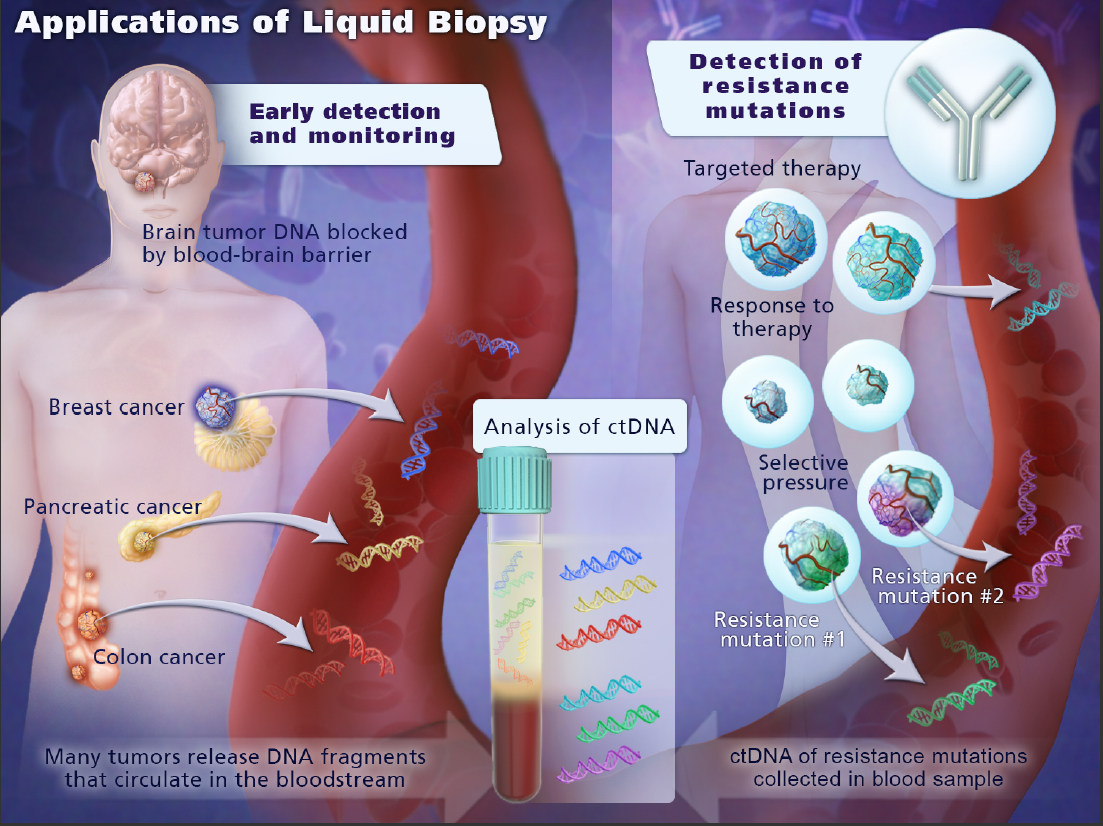 Applications of Liquid Biopsy
Early detection
and monitoring
Brain tumor DNA blocked
by blood-brain barrier
Breast cancer
Pancreatic cancer
Colon cancer
Many tumors release DNA fragments
that circulate in the bloodstream
Analysis of ctDNA
Detection of
resistance
mutations
Targeted therapy
Response to
therapy
Selective
pressure
Resistance
mutation #2
Resistance
mutation #1
ctDNA of resistance mutations
collected in blood sample